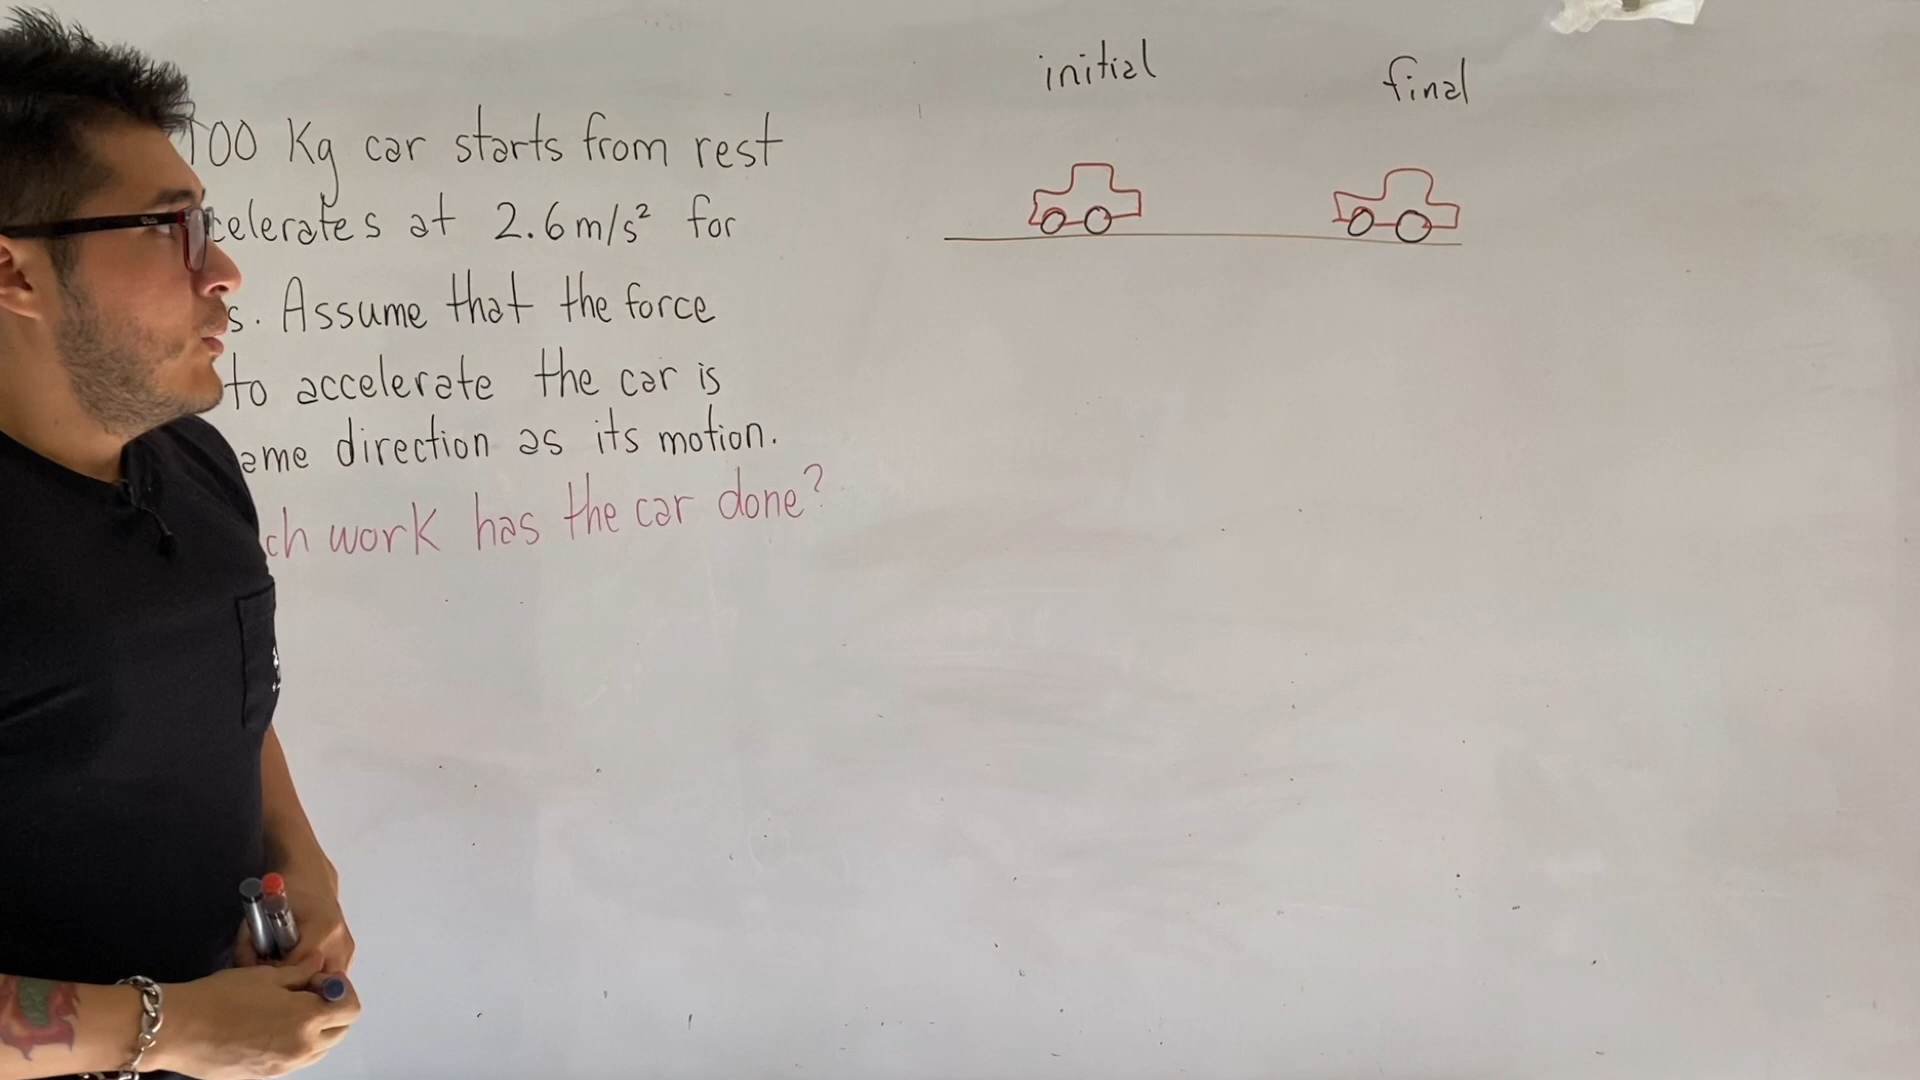 00 Kg car starts from rest
celerates at 2.6 m/s² for
s. Assume that the force
to accelerate the car is
ame direction as its motion.
ch work has the car done?
initial
final